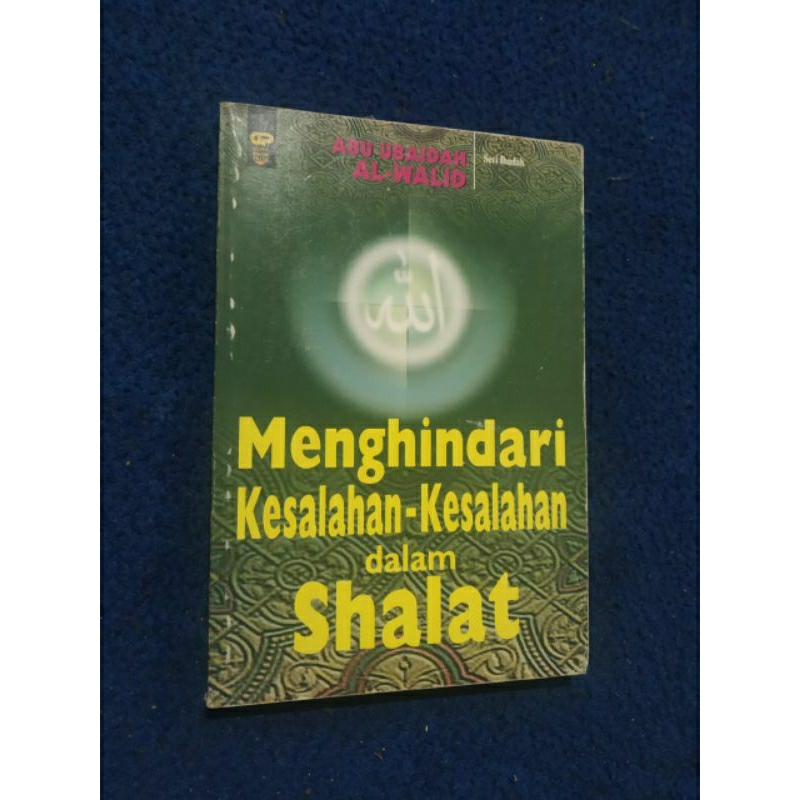 ABU UBAIDAH
AL-WALID
Seri Ibadah
الله
Menghindari
Kesalahan-Kesalahan
dalam
Shalat